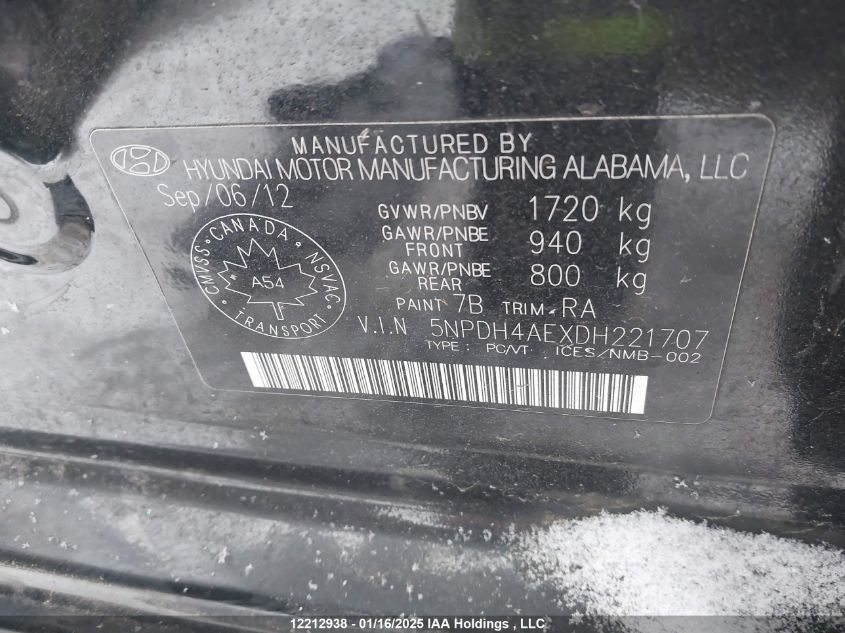 MANUFACTURED BY
HYUNDAI MOTOR MANUFACTURING ALABAMA, LLC
Sep/06/12
GVWR/PNBV 1720 kg
GAWR/PNBE FRONT 940 kg
GAWR/PNBE REAR 800 kg
PAINT 7B TRIM RA
V.I.N 5NPDH4AEXDH221707
TYPE : PC/VT , ICES/NMB-002
CANADA
CMVSS NSVAC
A54
TRANSPORT
12212938 - 01/16/2025 IAA Holdings , LLC